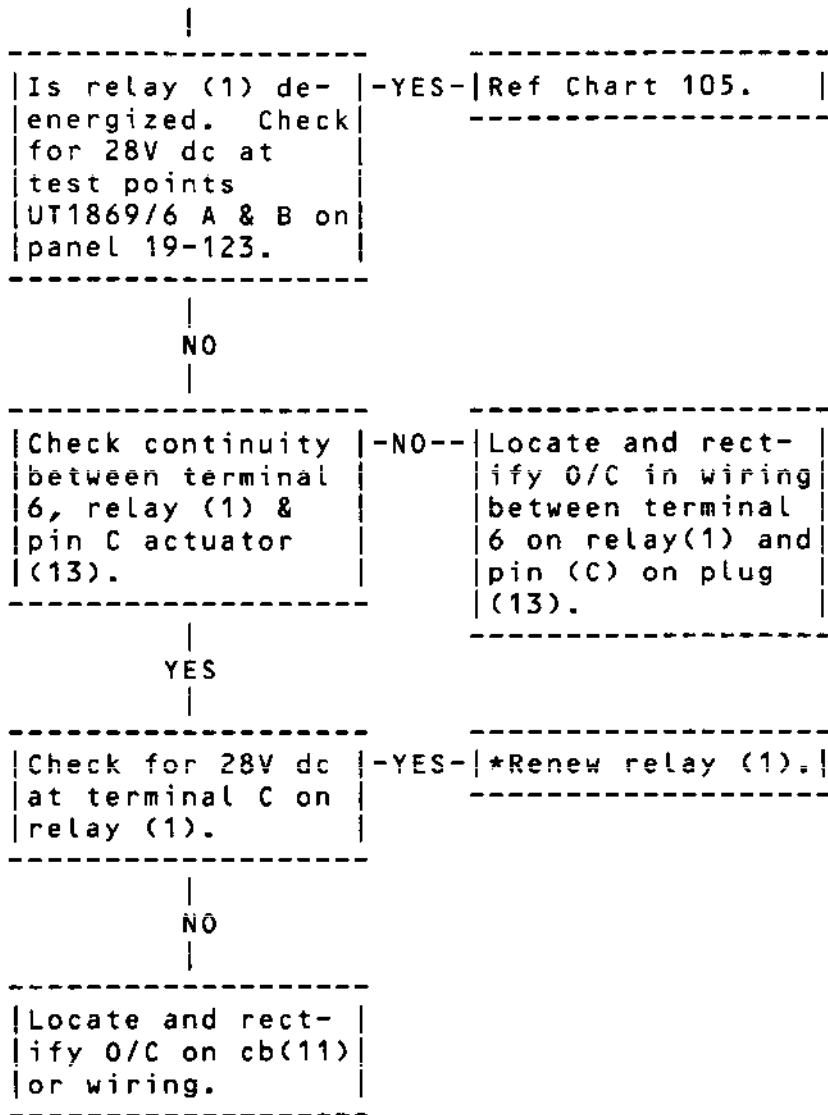 Is relay (1) de-
energized. Check
for 28V dc at
test points
UT1869/6 A & B on
panel 19-123.
-YES-
Ref Chart 105.
NO
Check continuity
between terminal
6, relay (1) &
pin C actuator
(13).
-NO--
Locate and rect-
ify O/C in wiring
between terminal
6 on relay(1) and
pin (C) on plug
(13).
YES
Check for 28V dc
at terminal C on
relay (1).
-YES-
*Renew relay (1).
NO
Locate and rect-
ify O/C on cb(11)
or wiring.